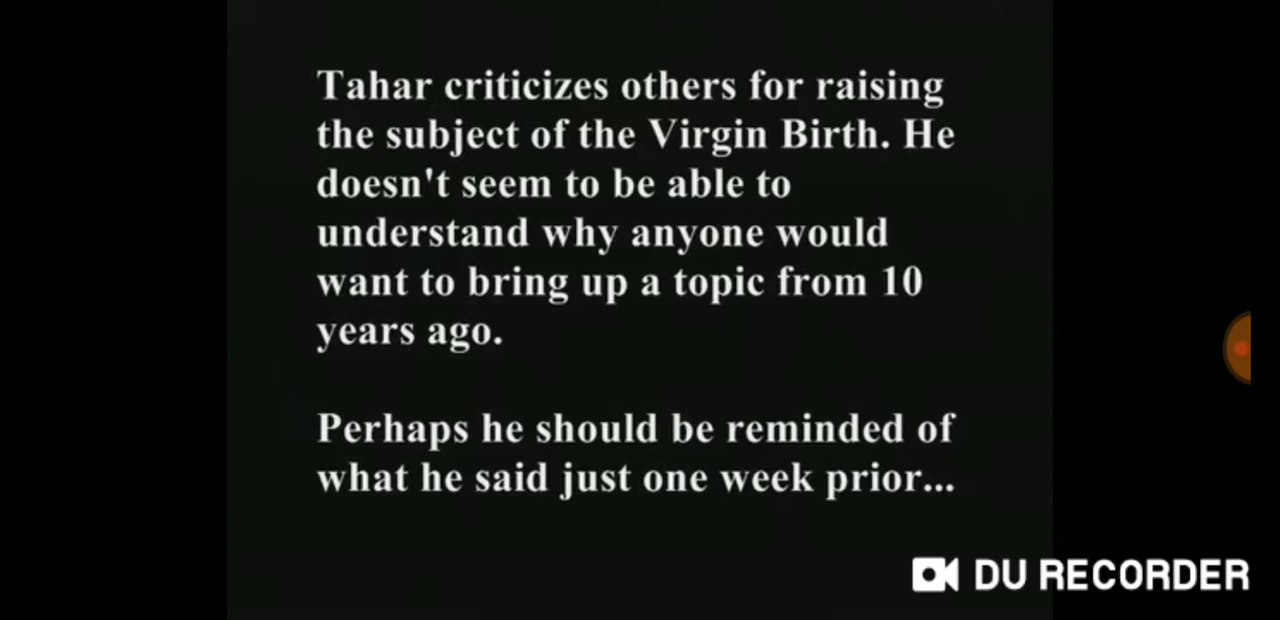 Tahar criticizes others for raising
the subject of the Virgin Birth. He
doesn't seem to be able to
understand why anyone would
want to bring up a topic from 10
years ago.
Perhaps he should be reminded of
what he said just one week prior...
DU RECORDER